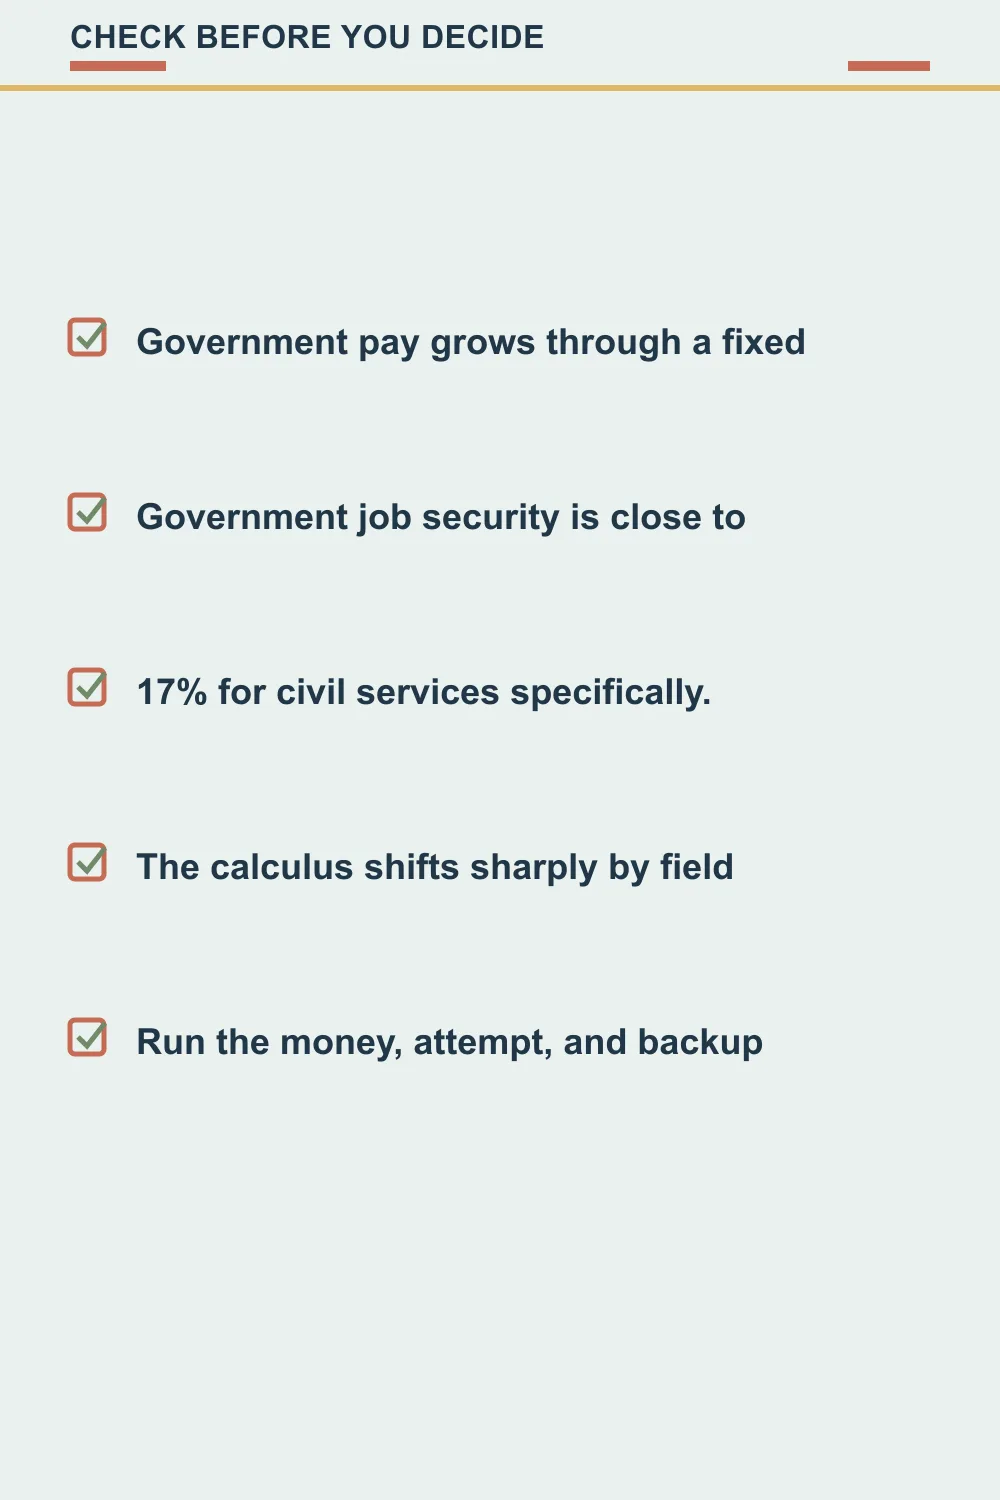 CHECK BEFORE YOU DECIDE
Government pay grows through a fixed
Government job security is close to
17% for civil services specifically.
The calculus shifts sharply by field
Run the money, attempt, and backup